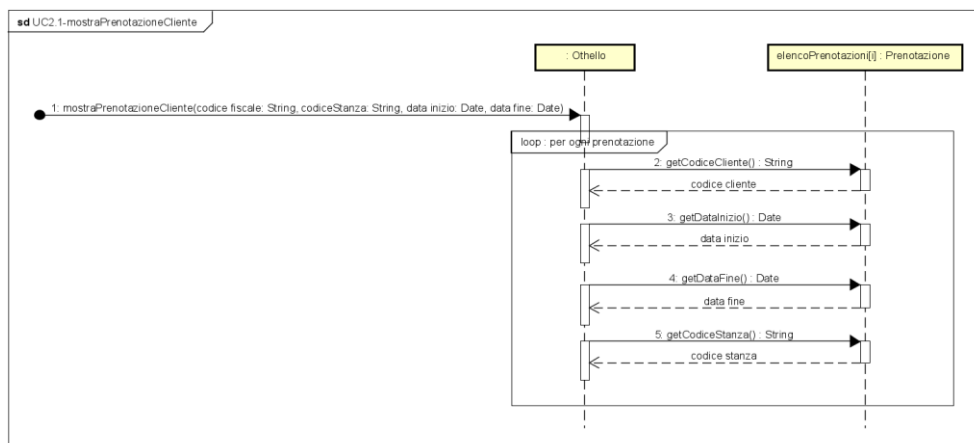 sd UC2.1-mostraPrenotazioneCliente
: Othello
elencoPrenotazioni[i] : Prenotazione
1: mostraPrenotazioneCliente(codice fiscale: String, codiceStanza: String, data inizio: Date, data fine: Date)
loop : per ogni prenotazione
2: getCodiceCliente() : String
codice cliente
3: getDataInizio() : Date
data inizio
4: getDataFine() : Date
data fine
5: getCodiceStanza() : String
codice stanza